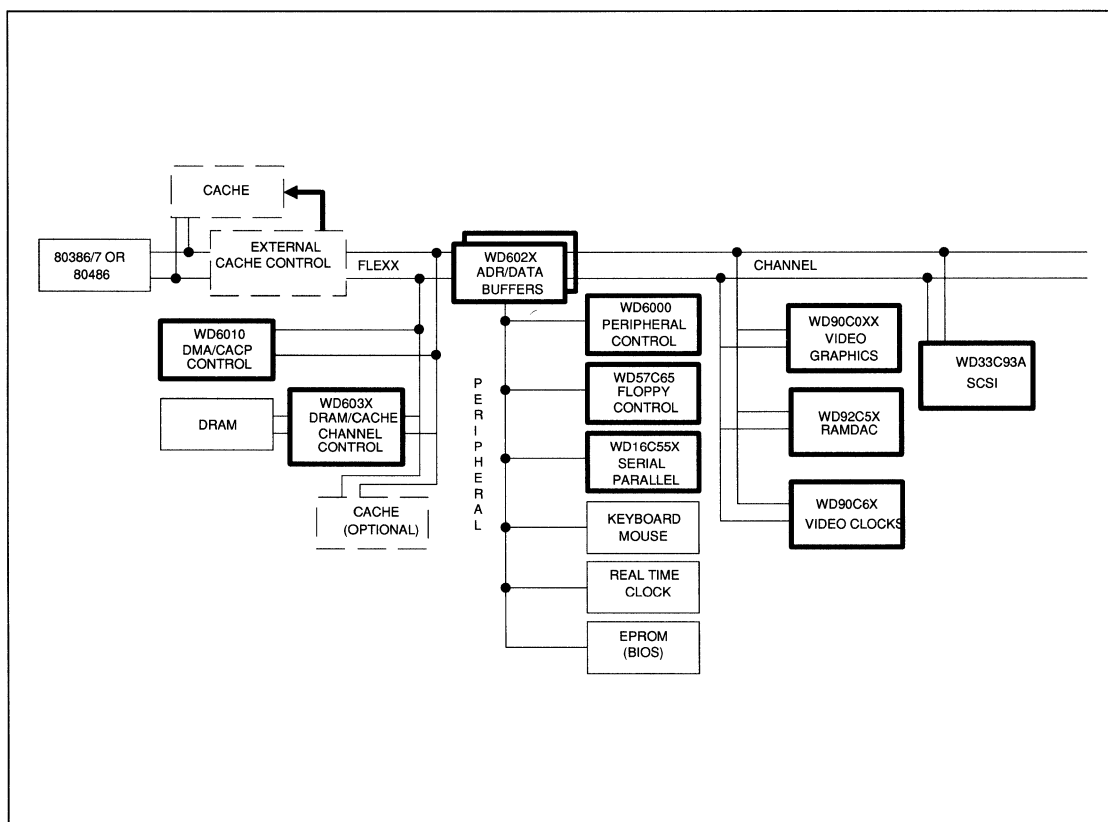 CACHE
80386/7 OR
80486
EXTERNAL
CACHE CONTROL
FLEXX
WD602X
ADR/DATA
BUFFERS
CHANNEL
WD6010
DMA/CACP
CONTROL
DRAM
WD603X
DRAM/CACHE
CHANNEL
CONTROL
CACHE
(OPTIONAL)
PERIPHERAL
WD6000
PERIPHERAL
CONTROL
WD57C65
FLOPPY
CONTROL
WD16C55X
SERIAL
PARALLEL
KEYBOARD
MOUSE
REAL TIME
CLOCK
EPROM
(BIOS)
WD90C0XX
VIDEO
GRAPHICS
WD92C5X
RAMDAC
WD90C6X
VIDEO CLOCKS
WD33C93A
SCSI